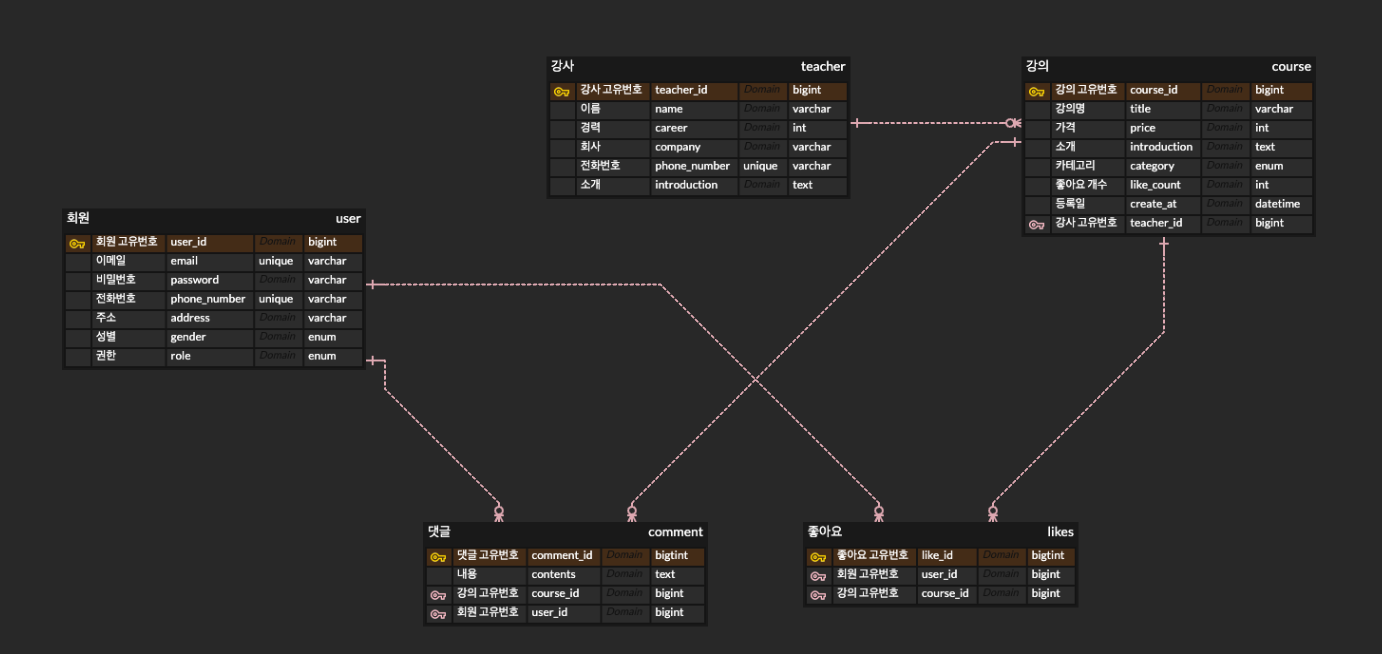 강사 teacher
강사 고유번호 teacher_id Domain bigint
이름 name Domain varchar
경력 career Domain int
회사 company Domain varchar
전화번호 phone_number unique varchar
소개 introduction Domain text
강의 course
강의 고유번호 course_id Domain bigint
강의명 title Domain varchar
가격 price Domain int
소개 introduction Domain text
카테고리 category Domain enum
좋아요 개수 like_count Domain int
등록일 create_at Domain datetime
강사 고유번호 teacher_id Domain bigint
회원 user
회원 고유번호 user_id Domain bigint
이메일 email unique varchar
비밀번호 password Domain varchar
전화번호 phone_number unique varchar
주소 address Domain varchar
성별 gender Domain enum
권한 role Domain enum
댓글 comment
댓글 고유번호 comment_id Domain bigtint
내용 contents Domain text
강의 고유번호 course_id Domain bigint
회원 고유번호 user_id Domain bigint
좋아요 likes
좋아요 고유번호 like_id Domain bigtint
회원 고유번호 user_id Domain bigint
강의 고유번호 course_id Domain bigint